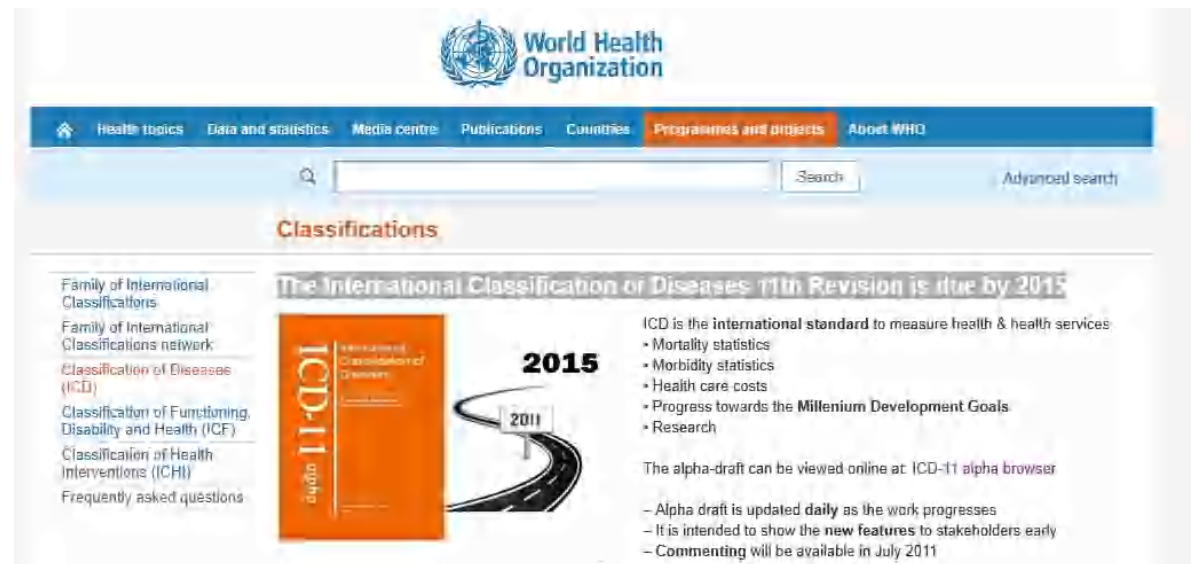 World Health
Organization
Health topics
Data and statistics
Media centre
Publications
Countries
Programmes and projects
About WHO
Search
Advanced search
Classifications
Family of International
Classifications
Family of International
Classifications network
Classification of Diseases
(ICD)
Classification of Functioning,
Disability and Health (ICF)
Classification of Health
Interventions (ICHI)
Frequently asked questions
The International Classification of Diseases 11th Revision is due by 2015
ICD-11 alpha
International
Classification of
Diseases
2015
2011
ICD is the international standard to measure health & health services
• Mortality statistics
• Morbidity statistics
• Health care costs
• Progress towards the Millenium Development Goals
• Research
The alpha-draft can be viewed online at: ICD-11 alpha browser
– Alpha draft is updated daily as the work progresses
– It is intended to show the new features to stakeholders early
– Commenting will be available in July 2011